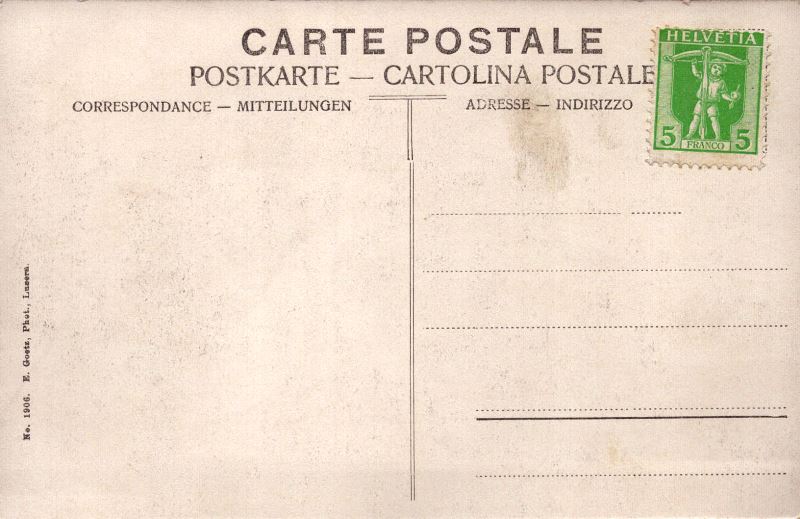 CARTE POSTALE
POSTKARTE — CARTOLINA POSTALE
CORRESPONDANCE — MITTEILUNGEN
ADRESSE — INDIRIZZO
HELVETIA
5 FRANCO 5
No. 1906. E. Goetz, Phot., Luzern.